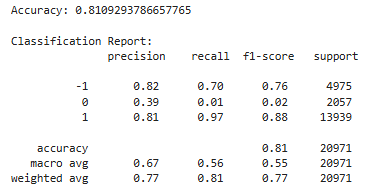 Accuracy: 0.8109293786657765
Classification Report:
precision recall f1-score support
-1 0.82 0.70 0.76 4975
0 0.39 0.01 0.02 2057
1 0.81 0.97 0.88 13939
accuracy 0.81 20971
macro avg 0.67 0.56 0.55 20971
weighted avg 0.77 0.81 0.77 20971